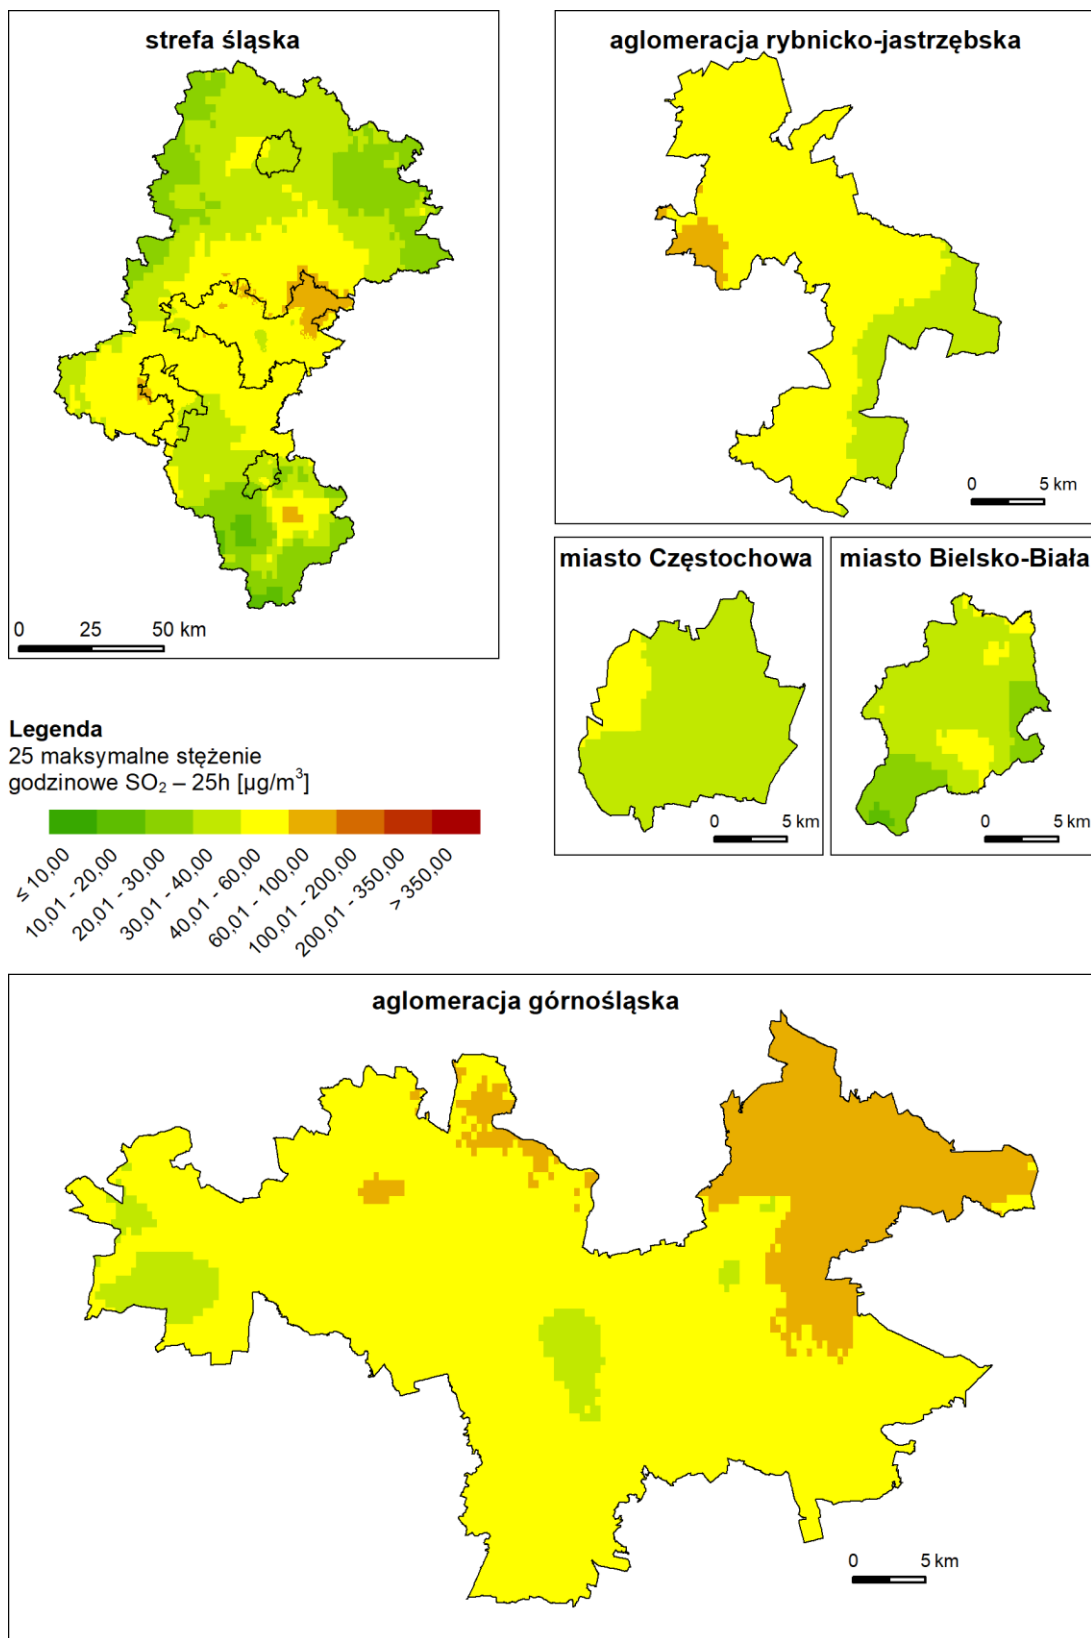 strefa śląska
0 25 50 km
aglomeracja rybnicko-jastrzębska
0 5 km
miasto Częstochowa
0 5 km
miasto Bielsko-Biała
0 5 km
Legenda
25 maksymalne stężenie
godzinowe SO₂ – 25h [µg/m³]
≤ 10,00
10,01 - 20,00
20,01 - 30,00
30,01 - 40,00
40,01 - 60,00
60,01 - 100,00
100,01 - 200,00
200,01 - 350,00
> 350,00
aglomeracja górnośląska
0 5 km